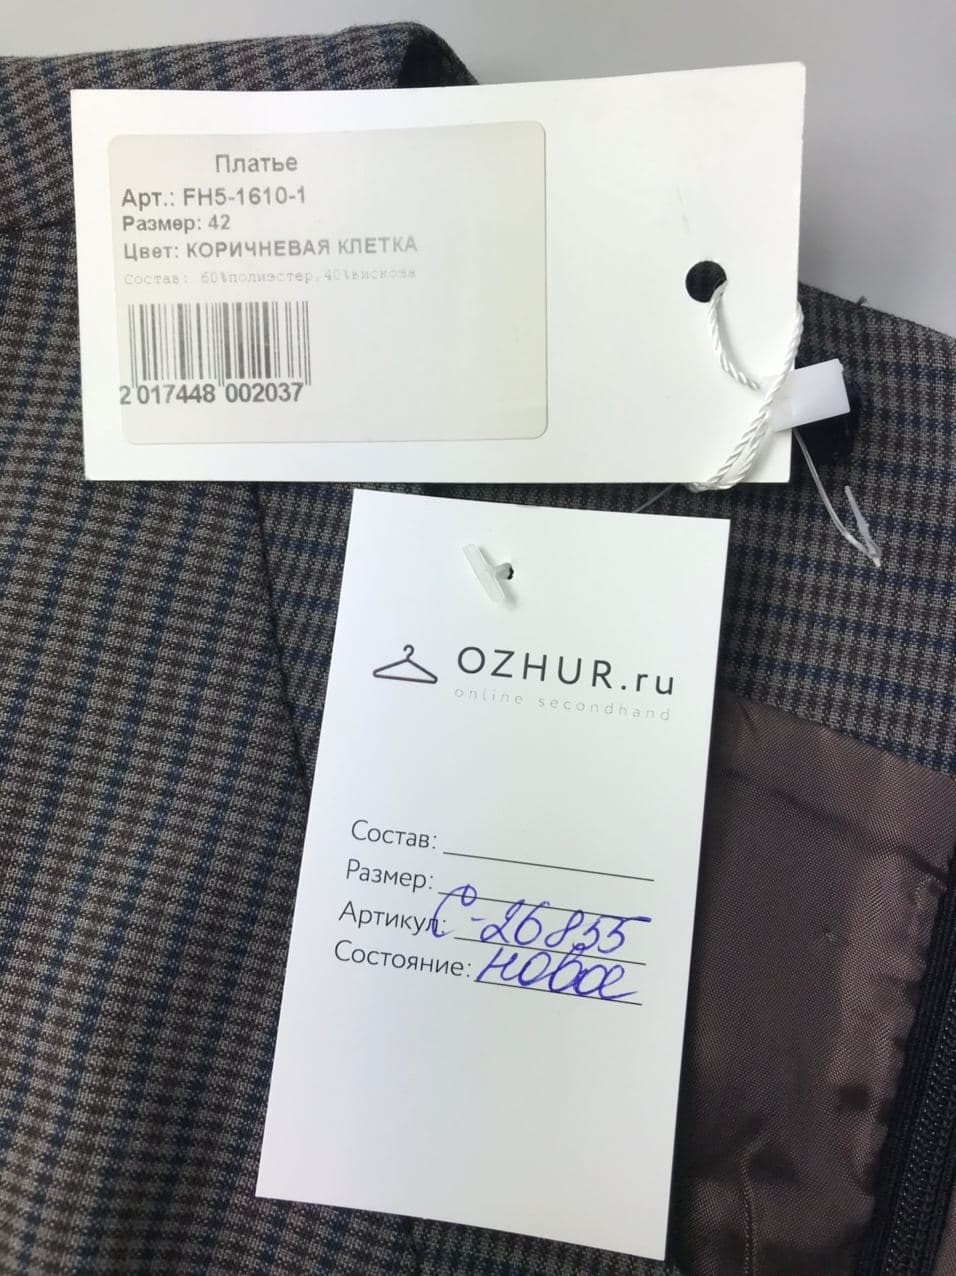 Платье
Арт.: FH5-1610-1
Размер: 42
Цвет: КОРИЧНЕВАЯ КЛЕТКА
Состав: 60%полиэстер,40%вискоза
2 017448 002037
OZHUR.ru
online secondhand
Состав:
Размер:
Артикул: С-26855
Состояние: новое